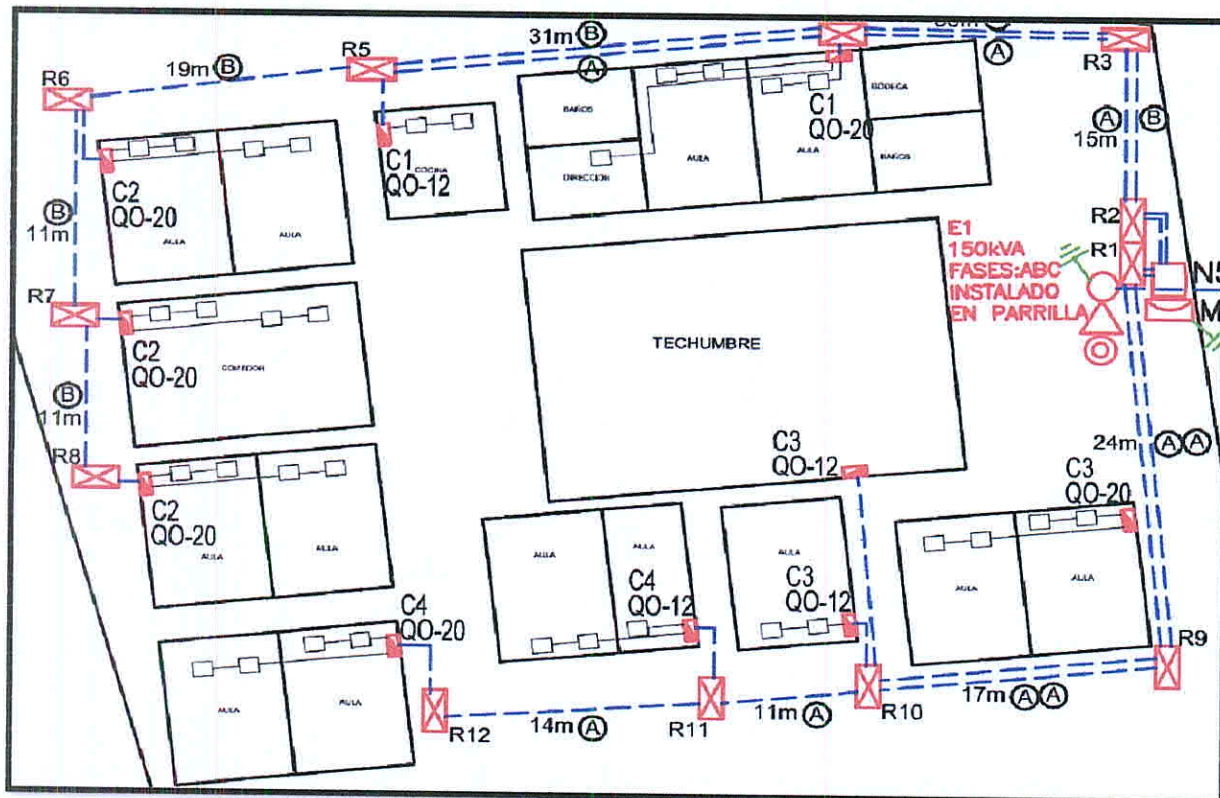 R6
19m B
R5
31m B
A
A
R3
BAÑOS
DIRECCION
AULA
AULA
BODEGA
BAÑOS
C1
QO-20
A B
15m
C1 COCINA
QO-12
C2
QO-20
AULA
AULA
B
11m
R2
R1
E1
150kVA
FASES:ABC
INSTALADO
EN PARRILLA
N5
M
R7
C2
QO-20
COMEDOR
TECHUMBRE
B
11m
R8
C2
QO-20
AULA
AULA
C3
QO-12
24m A A
C3
QO-20
AULA
AULA
AULA
AULA
C4
QO-12
AULA
C3
QO-12
C4
QO-20
AULA
AULA
R9
R12
14m A
R11
11m A
R10
17m A A